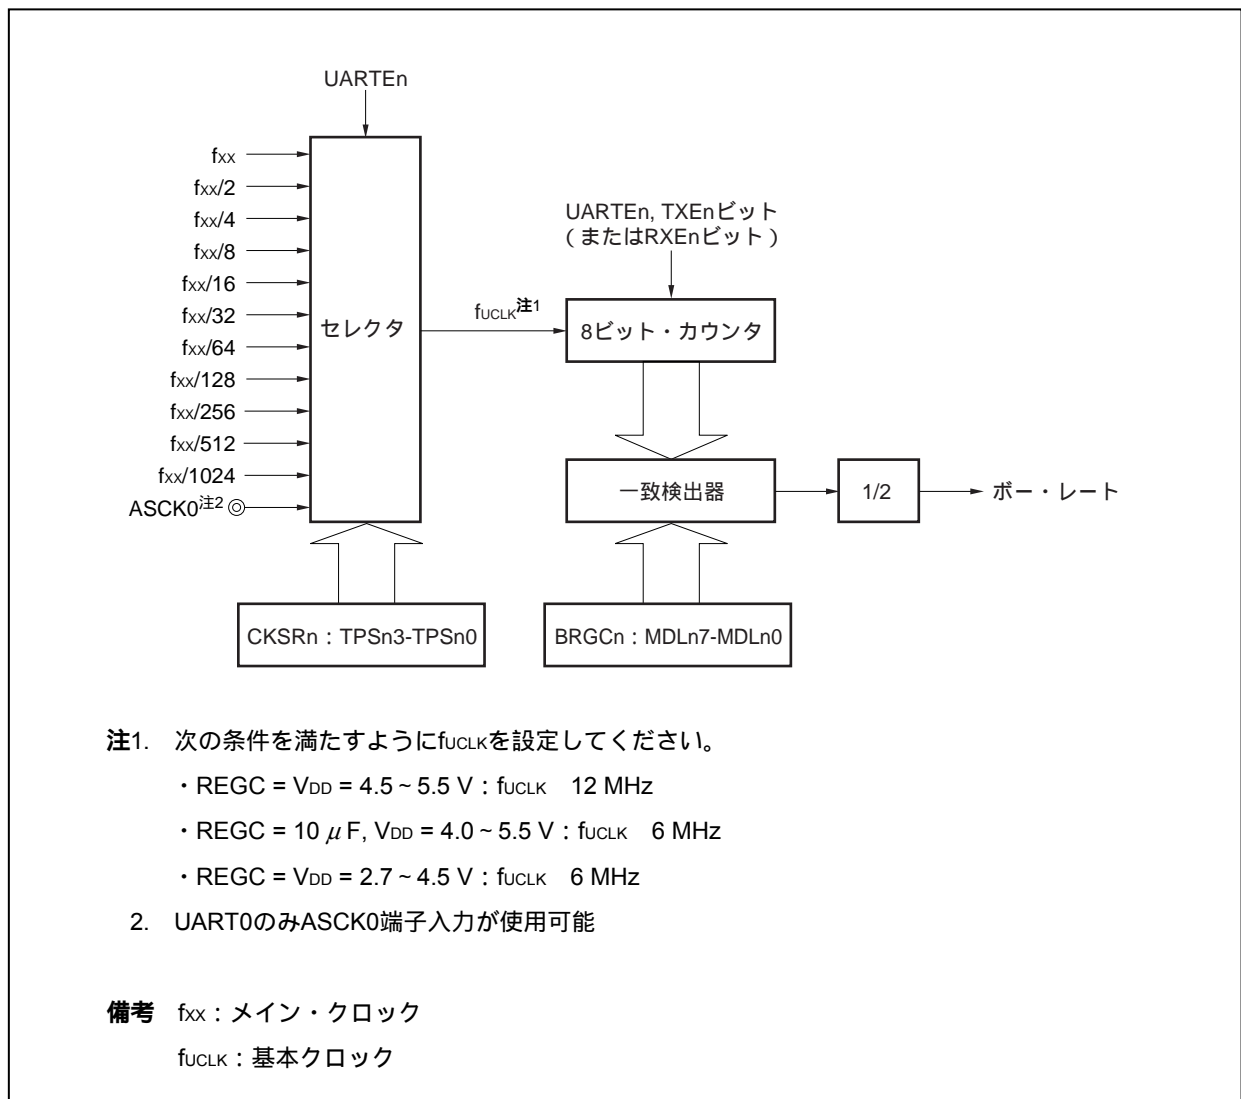 UARTEn
fXX
fXX/2
fXX/4
fXX/8
fXX/16
fXX/32
fXX/64
fXX/128
fXX/256
fXX/512
fXX/1024
ASCK0注2
セレクタ
fUCLK注1
UARTEn, TXEnビット
(またはRXEnビット)
8ビット・カウンタ
一致検出器
1/2
ボー・レート
CKSRn:TPSn3-TPSn0
BRGCn:MDLn7-MDLn0
注1. 次の条件を満たすようにfUCLKを設定してください。
・REGC = VDD = 4.5~5.5 V:fUCLK 12 MHz
・REGC = 10 μF, VDD = 4.0~5.5 V:fUCLK 6 MHz
・REGC = VDD = 2.7~4.5 V:fUCLK 6 MHz
2. UART0のみASCK0端子入力が使用可能
備考 fXX:メイン・クロック
fUCLK:基本クロック